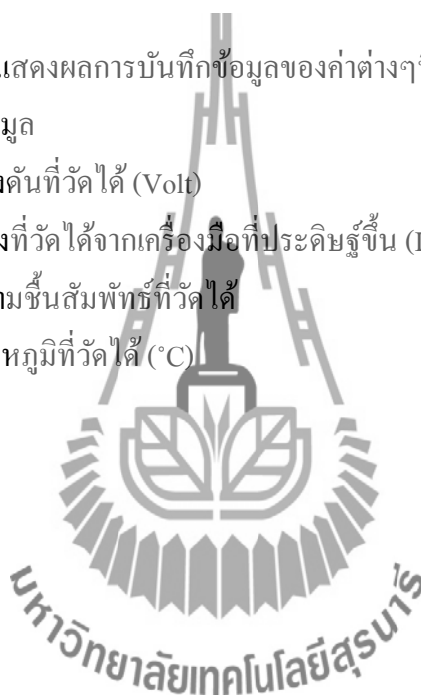 แสดงผลการบันทึกข้อมูลของค่าต่างๆ
มูล
ดันที่วัดได้ (Volt)
ที่วัดได้จากเครื่องมือที่ประดิษฐ์ขึ้น
ชื้นสัมพัทธ์ที่วัดได้
หภูมิที่วัดได้ (°C)
มหาวิทยาลัยเทคโนโลยีสุรนารี